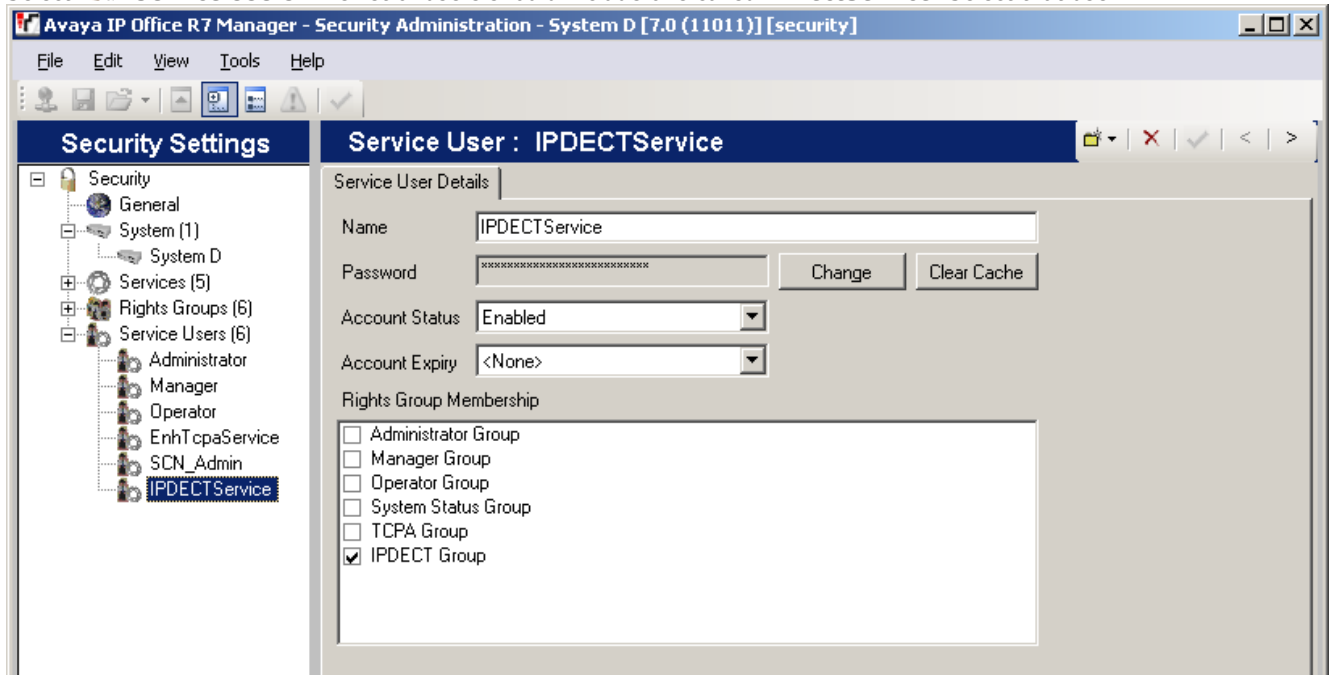 Avaya IP Office R7 Manager - Security Administration - System D [7.0 (11011)] [security]
File Edit View Tools Help
Security Settings
Service User : IPDECTService
Security
General
System (1)
System D
Services (5)
Rights Groups (6)
Service Users (6)
Administrator
Manager
Operator
EnhTcpaService
SCN_Admin
IPDECTService
Service User Details
Name IPDECTService
Password ************************** Change Clear Cache
Account Status Enabled
Account Expiry <None>
Rights Group Membership
Administrator Group
Manager Group
Operator Group
System Status Group
TCPA Group
IPDECT Group